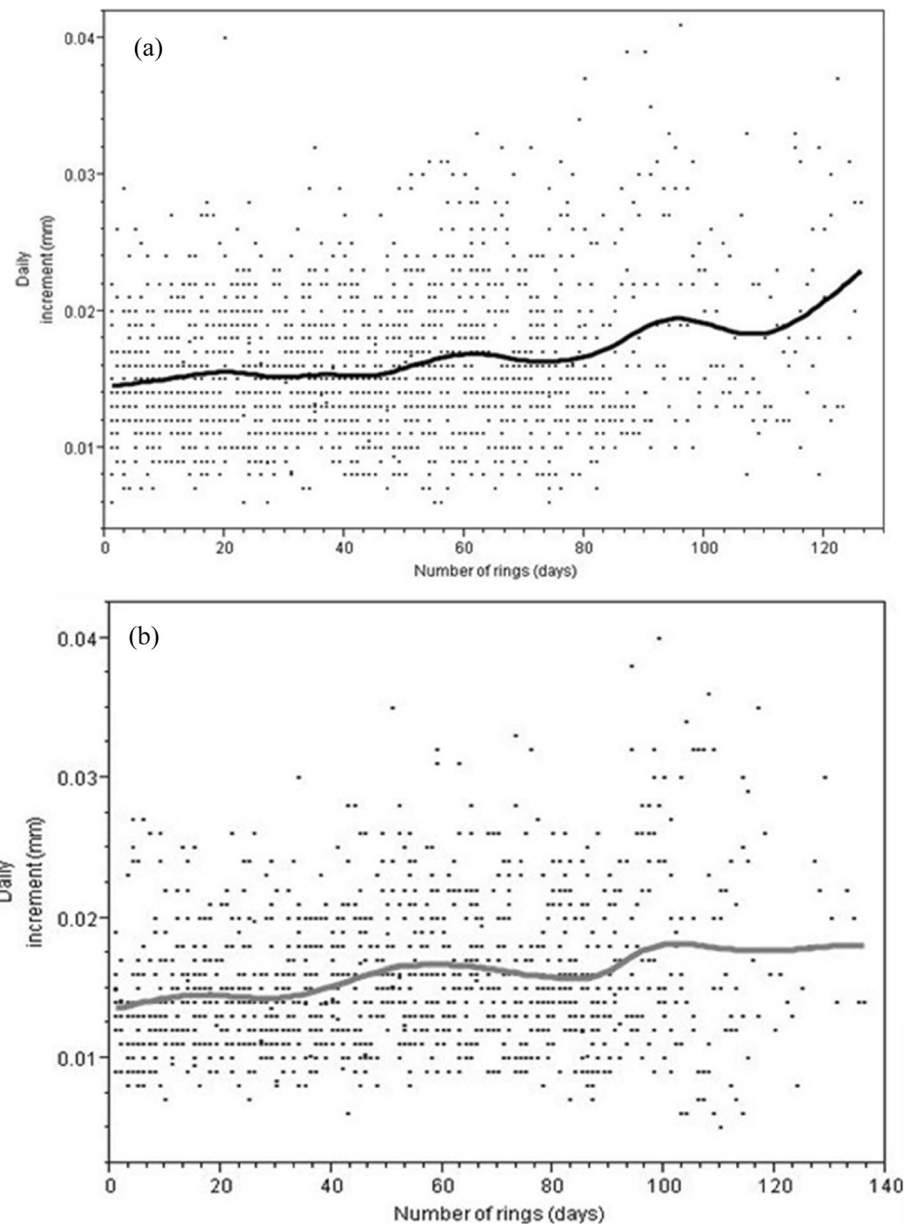 (a)
0.04
0.03
0.02
0.01
Daily
increment (mm)
0 20 40 60 80 100 120
Number of rings (days)
(b)
0.04
0.03
0.02
0.01
Daily
increment (mm)
0 20 40 60 80 100 120 140
Number of rings (days)